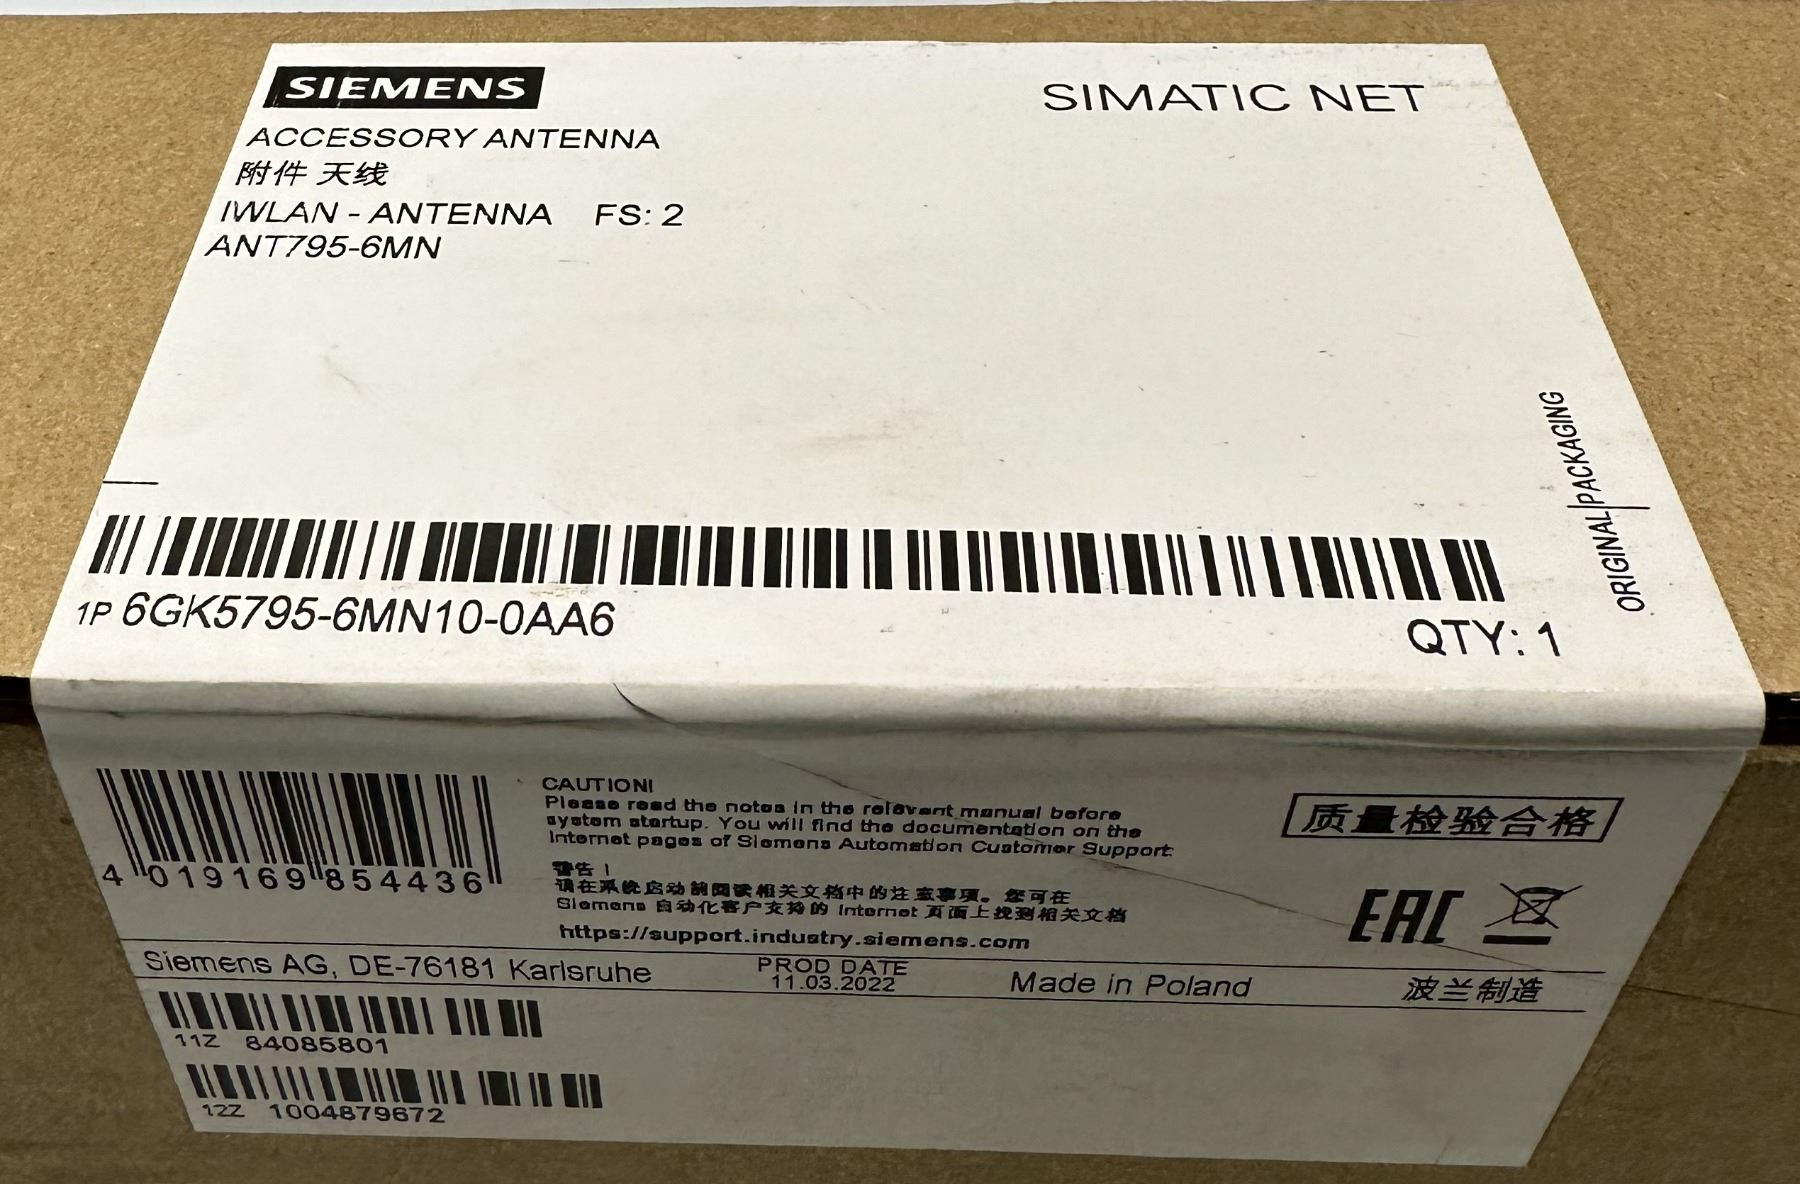 SIEMENS
SIMATIC NET
ACCESSORY ANTENNA
附件 天线
IWLAN - ANTENNA FS: 2
ANT795-6MN
ORIGINAL PACKAGING
1P 6GK5795-6MN10-0AA6
QTY: 1
4 019169 854436
CAUTION!
Please read the notes in the relevant manual before
system startup. You will find the documentation on the
Internet pages of Siemens Automation Customer Support:
警告！
请在系统启动前阅读相关文档中的注意事项。您可在
Siemens 自动化客户支持的 Internet 页面上找到相关文档
https://support.industry.siemens.com
质量检验合格
EAC
Siemens AG, DE-76181 Karlsruhe
PROD DATE
11.03.2022
Made in Poland
波兰制造
11Z 84085801
12Z 1004879672